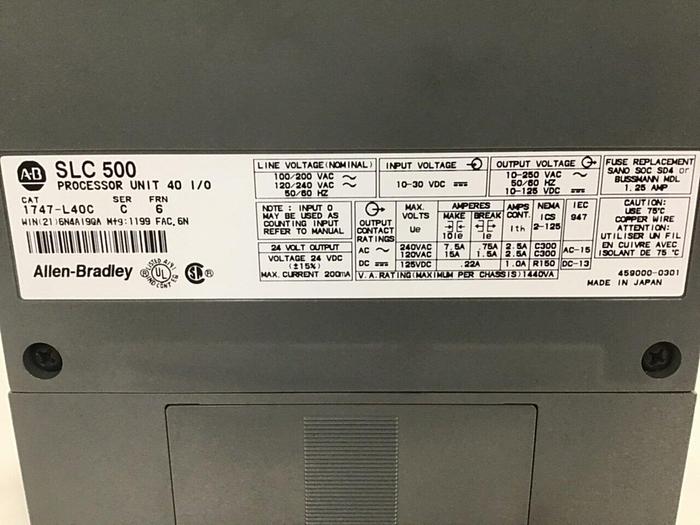 A-B SLC 500
PROCESSOR UNIT 40 I/O
CAT SER FRN
1747-L40C C 6
Allen-Bradley
LISTED UL IND CONT EQ
LINE VOLTAGE (NOMINAL)
100/200 VAC ~
120/240 VAC ~
50/60 HZ
INPUT VOLTAGE
10-30 VDC
OUTPUT VOLTAGE
10-250 VAC ~
50/60 HZ
10-125 VDC
FUSE REPLACEMENT
SANO SOC SD4 or
BUSSMANN MDL
1.25 AMP
NOTE : INPUT 0
MAY BE USED AS
COUNTING INPUT
REFER TO MANUAL
24 VOLT OUTPUT
VOLTAGE 24 VDC
(±15%)
MAX. CURRENT 200mA
OUTPUT
CONTACT
RATINGS
MAX. VOLTS Ue
AMPERES
MAKE BREAK
10Ie Ie
AMPS CONT. Ith
NEMA ICS 2-125
IEC 947
AC ~ 240VAC 7.5A .75A 2.5A C300 AC-15
120VAC 15A 1.5A 2.5A C300
DC 125VDC .22A 1.0A R150 DC-13
V.A. RATING (MAXIMUM PER CHASSIS) 1440VA
CAUTION:
USE 75°C
COPPER WIRE
ATTENTION:
UTILISER UN FIL
EN CUIVRE AVEC
ISOLANT DE 75 °C
459000-0301
MADE IN JAPAN